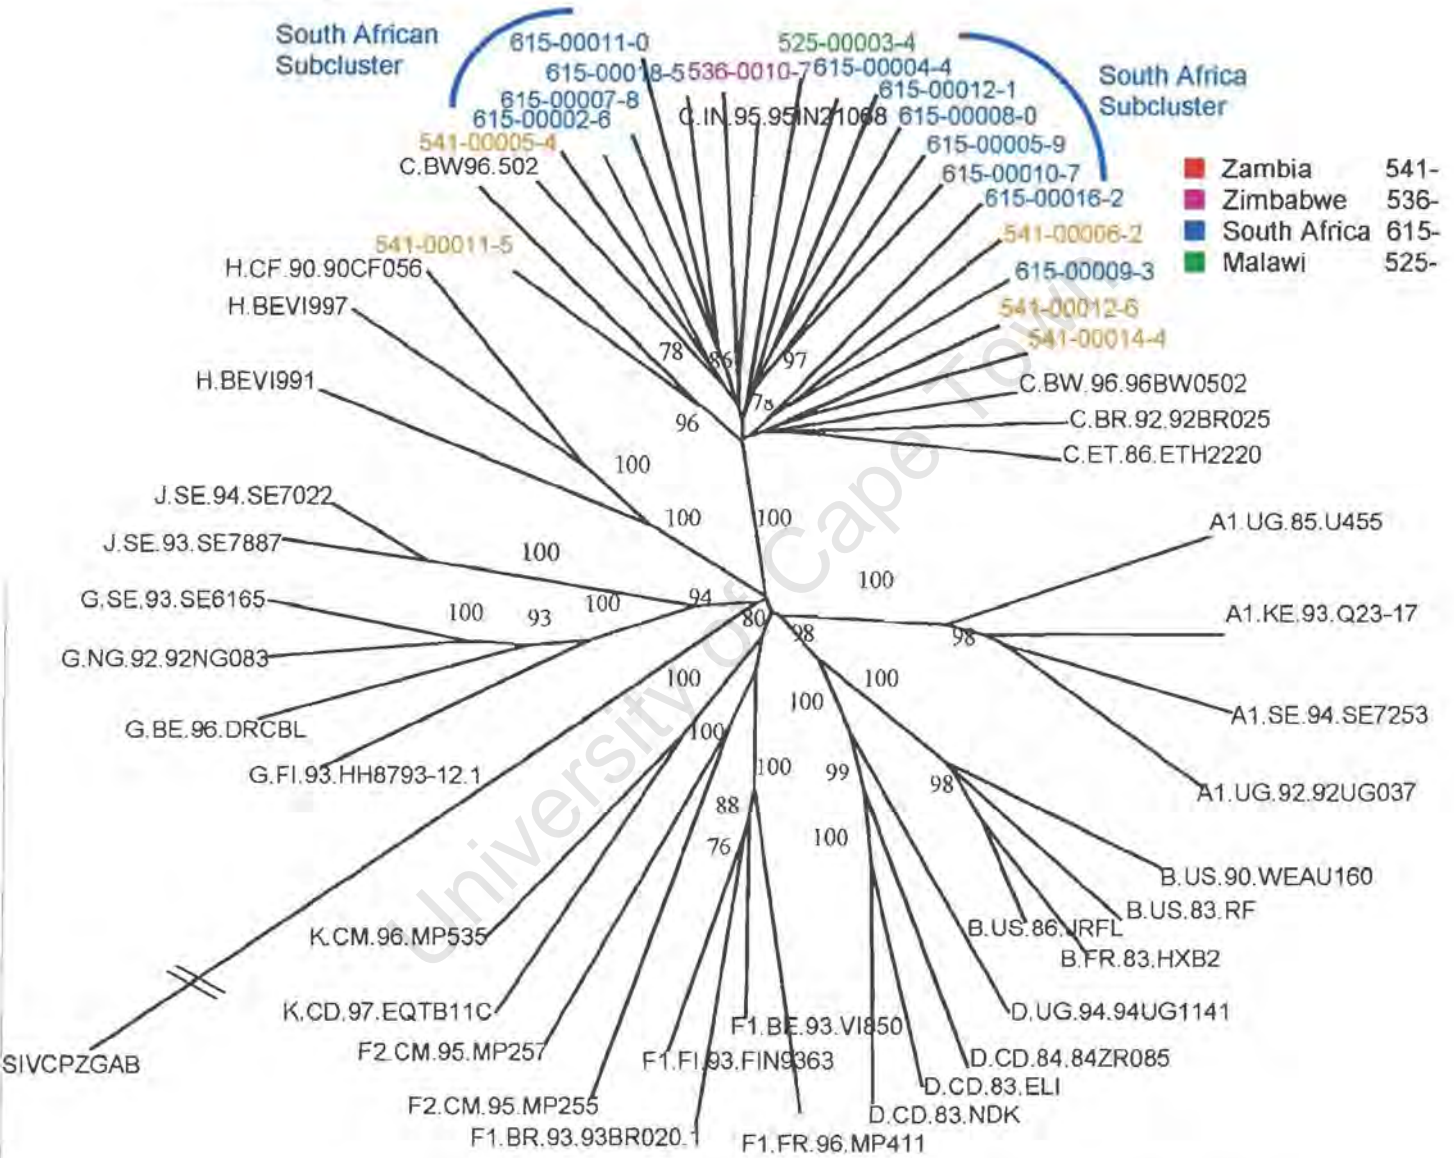 South African
Subcluster
615-00011-0
615-00018-5
536-0010-7
525-00003-4
615-00004-4
615-00007-8
615-00002-6
541-00005-4
C.BW96.502
C.IN.95.95IN21068
615-00012-1
615-00008-0
615-00005-9
615-00010-7
615-00016-2
South Africa
Subcluster
Zambia 541-
Zimbabwe 536-
South Africa 615-
Malawi 525-
541-00011-5
H.CF.90.90CF056
H.BEVI997
H.BEVI991
541-00006-2
615-00009-3
541-00012-6
541-00014-4
C.BW.96.96BW0502
C.BR.92.92BR025
C.ET.86.ETH2220
78
86
97
78
96
100
100
100
J.SE.94.SE7022
J.SE.93.SE7887
G.SE.93.SE6165
G.NG.92.92NG083
G.BE.96.DRCBL
G.FI.93.HH8793-12.1
100
100
93
100
94
80
98
100
98
A1.UG.85.U455
A1.KE.93.Q23-17
A1.SE.94.SE7253
A1.UG.92.92UG037
100
100
100
100
100
99
98
88
76
100
B.US.90.WEAU160
B.US.83.RF
B.US.86.JRFL
B.FR.83.HXB2
K.CM.96.MP535
K.CD.97.EQTB11C
F2.CM.95.MP257
F2.CM.95.MP255
F1.BR.93.93BR020.1
F1.FI.93.FIN9363
F1.BE.93.VI850
F1.FR.96.MP411
D.UG.94.94UG1141
D.CD.84.84ZR085
D.CD.83.ELI
D.CD.83.NDK
SIVCPZGAB
University of Cape Town